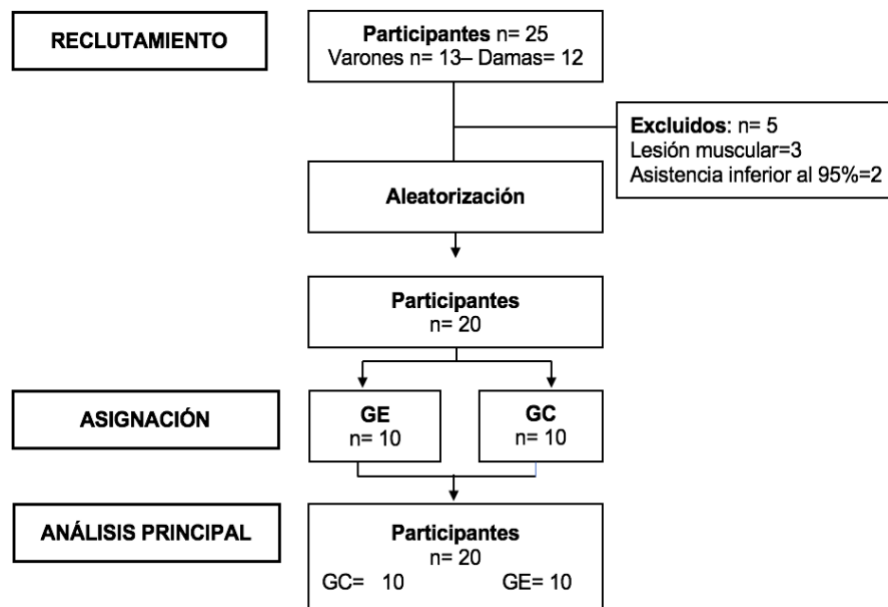 RECLUTAMIENTO
Participantes n= 25
Varones n= 13– Damas= 12
Excluidos: n= 5
Lesión muscular=3
Asistencia inferior al 95%=2
Aleatorización
Participantes
n= 20
ASIGNACIÓN
GE
n= 10
GC
n= 10
ANÁLISIS PRINCIPAL
Participantes
n= 20
GC= 10 GE= 10